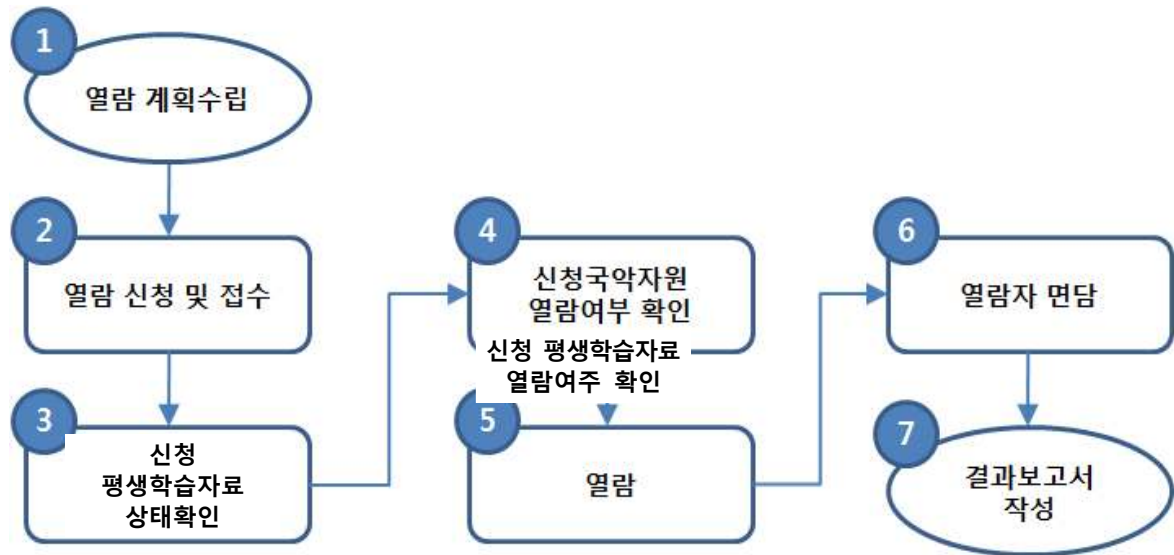 1
열람 계획수립
2
열람 신청 및 접수
3
신청
평생학습자료
상태확인
4
신청국악자원
열람여부 확인
신청 평생학습자료
열람여주 확인
5
열람
6
열람자 면담
7
결과보고서
작성